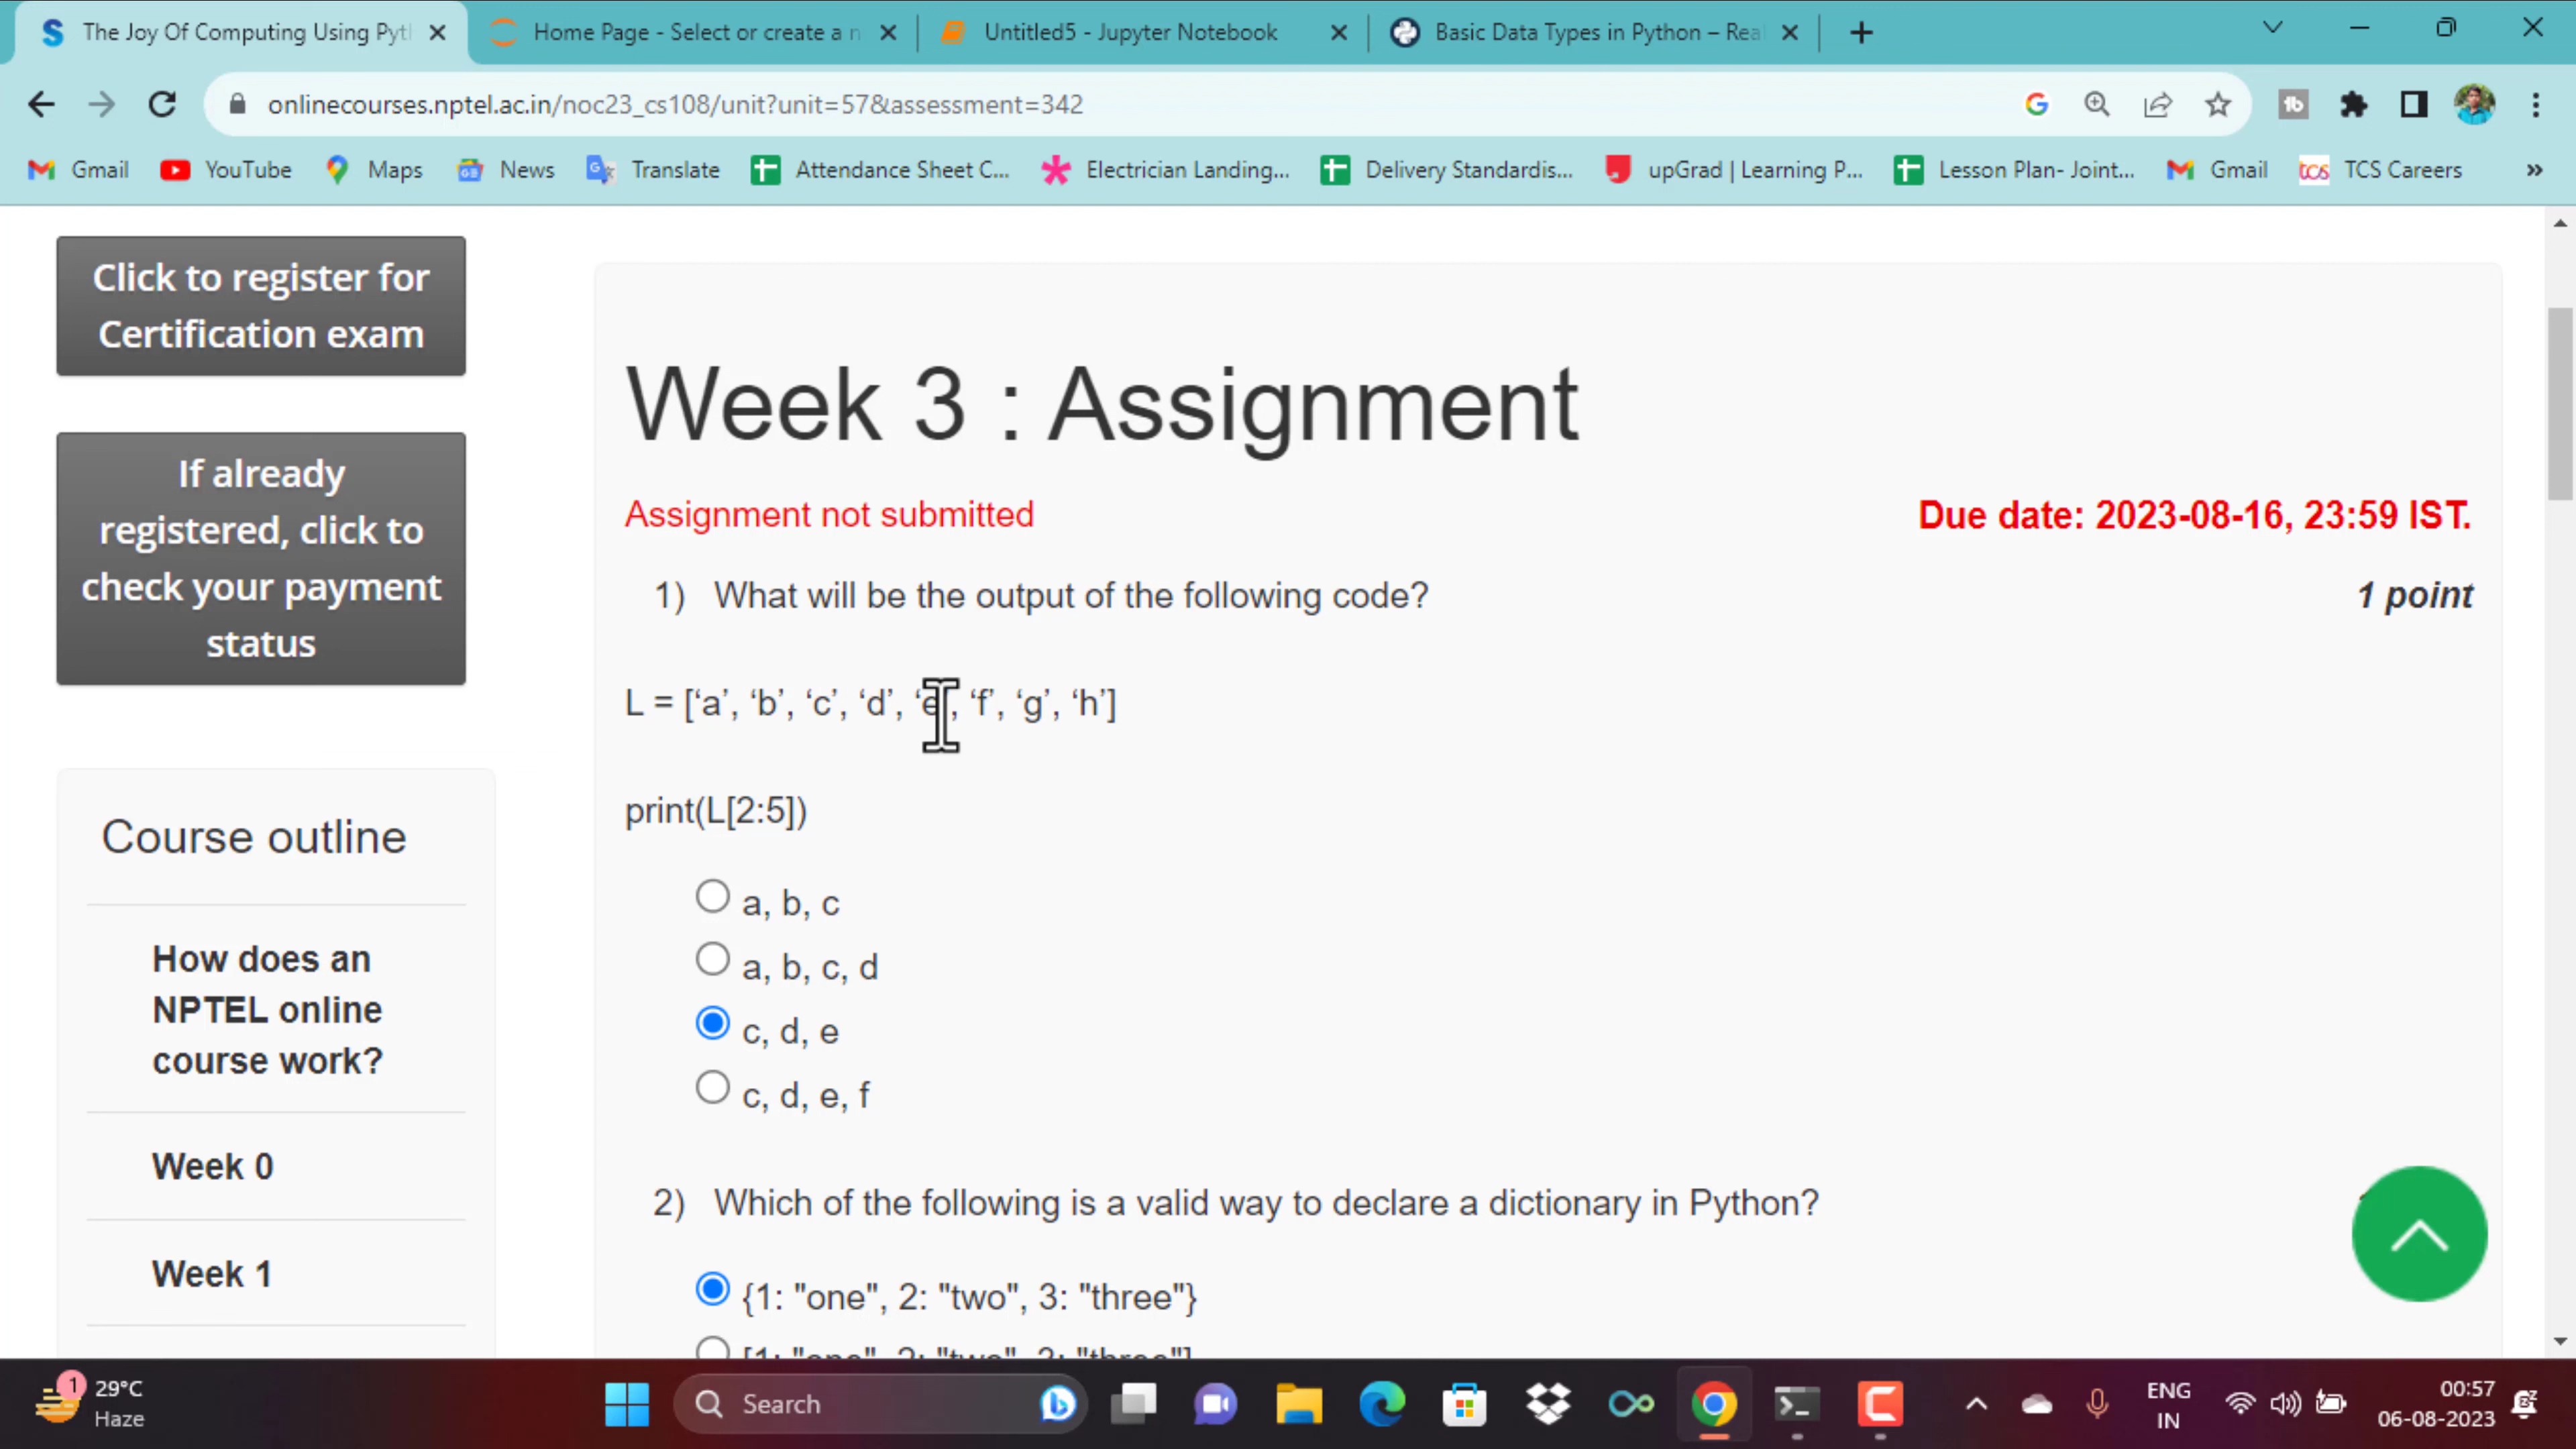 The Joy Of Computing Using Pyt
Home Page - Select or create a n
Untitled5 - Jupyter Notebook
Basic Data Types in Python – Rea
onlinecourses.nptel.ac.in/noc23_cs108/unit?unit=57&assessment=342
Gmail
YouTube
Maps
News
Translate
Attendance Sheet C...
Electrician Landing...
Delivery Standardis...
upGrad | Learning P...
Lesson Plan- Joint...
Gmail
TCS Careers
Click to register for
Certification exam
If already
registered, click to
check your payment
status
Course outline
How does an
NPTEL online
course work?
Week 0
Week 1
Week 3 : Assignment
Assignment not submitted
Due date: 2023-08-16, 23:59 IST.
1) What will be the output of the following code?
1 point
L = [‘a’, ‘b’, ‘c’, ‘d’, ‘e’, ‘f’, ‘g’, ‘h’]
print(L[2:5])
a, b, c
a, b, c, d
c, d, e
c, d, e, f
2) Which of the following is a valid way to declare a dictionary in Python?
{1: "one", 2: "two", 3: "three"}
[1: "one", 2: "two", 3: "three"]
1
29°C
Haze
Search
ENG
IN
00:57
06-08-2023